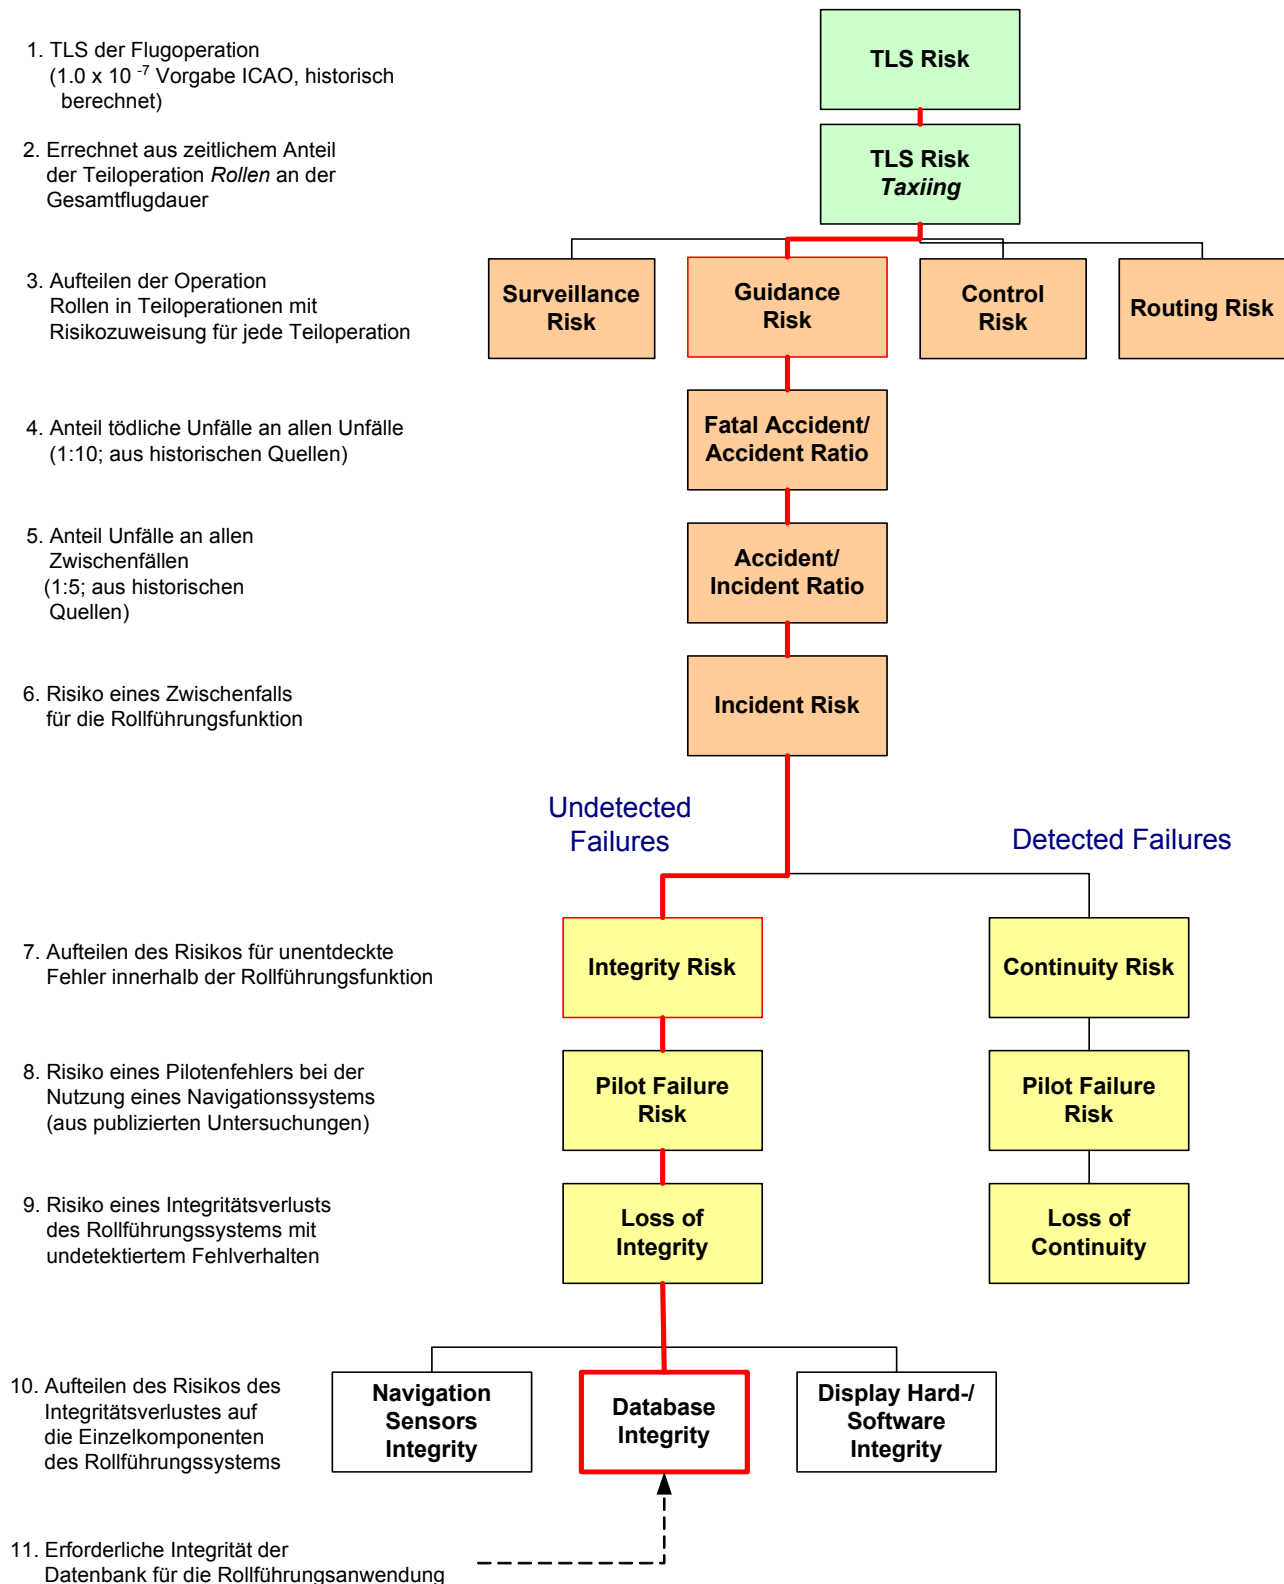 1. TLS der Flugoperation
(1.0 x 10 -7 Vorgabe ICAO, historisch
berechnet)
TLS Risk
2. Errechnet aus zeitlichem Anteil
der Teiloperation Rollen an der
Gesamtflugdauer
TLS Risk
Taxiing
3. Aufteilen der Operation
Rollen in Teiloperationen mit
Risikozuweisung für jede Teiloperation
Surveillance
Risk
Guidance
Risk
Control
Risk
Routing Risk
4. Anteil tödliche Unfälle an allen Unfälle
(1:10; aus historischen Quellen)
Fatal Accident/
Accident Ratio
5. Anteil Unfälle an allen
Zwischenfällen
(1:5; aus historischen
Quellen)
Accident/
Incident Ratio
6. Risiko eines Zwischenfalls
für die Rollführungsfunktion
Incident Risk
Undetected
Failures
Detected Failures
7. Aufteilen des Risikos für unentdeckte
Fehler innerhalb der Rollführungsfunktion
Integrity Risk
Continuity Risk
8. Risiko eines Pilotenfehlers bei der
Nutzung eines Navigationssystems
(aus publizierten Untersuchungen)
Pilot Failure
Risk
Pilot Failure
Risk
9. Risiko eines Integritätsverlusts
des Rollführungssystems mit
undetektiertem Fehlverhalten
Loss of
Integrity
Loss of
Continuity
10. Aufteilen des Risikos des
Integritätsverlustes auf
die Einzelkomponenten
des Rollführungssystems
Navigation
Sensors
Integrity
Database
Integrity
Display Hard-/
Software
Integrity
11. Erforderliche Integrität der
Datenbank für die Rollführungsanwendung